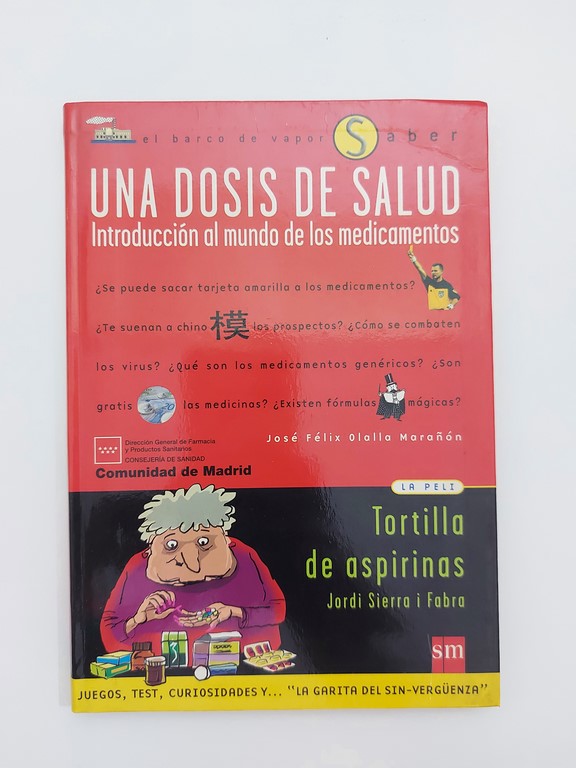 el barco de vapor Saber
UNA DOSIS DE SALUD
Introducción al mundo de los medicamentos
¿Se puede sacar tarjeta amarilla a los medicamentos?
¿Te suenan a chino 模 los prospectos? ¿Cómo se combaten
los virus? ¿Qué son los medicamentos genéricos? ¿Son
gratis las medicinas? ¿Existen fórmulas mágicas?
José Félix Olalla Marañón
Dirección General de Farmacia
y Productos Sanitarios
CONSEJERÍA DE SANIDAD
Comunidad de Madrid
LA PELI
Tortilla
de aspirinas
Jordi Sierra i Fabra
sm
JUEGOS, TEST, CURIOSIDADES Y... "LA GARITA DEL SIN-VERGÜENZA"